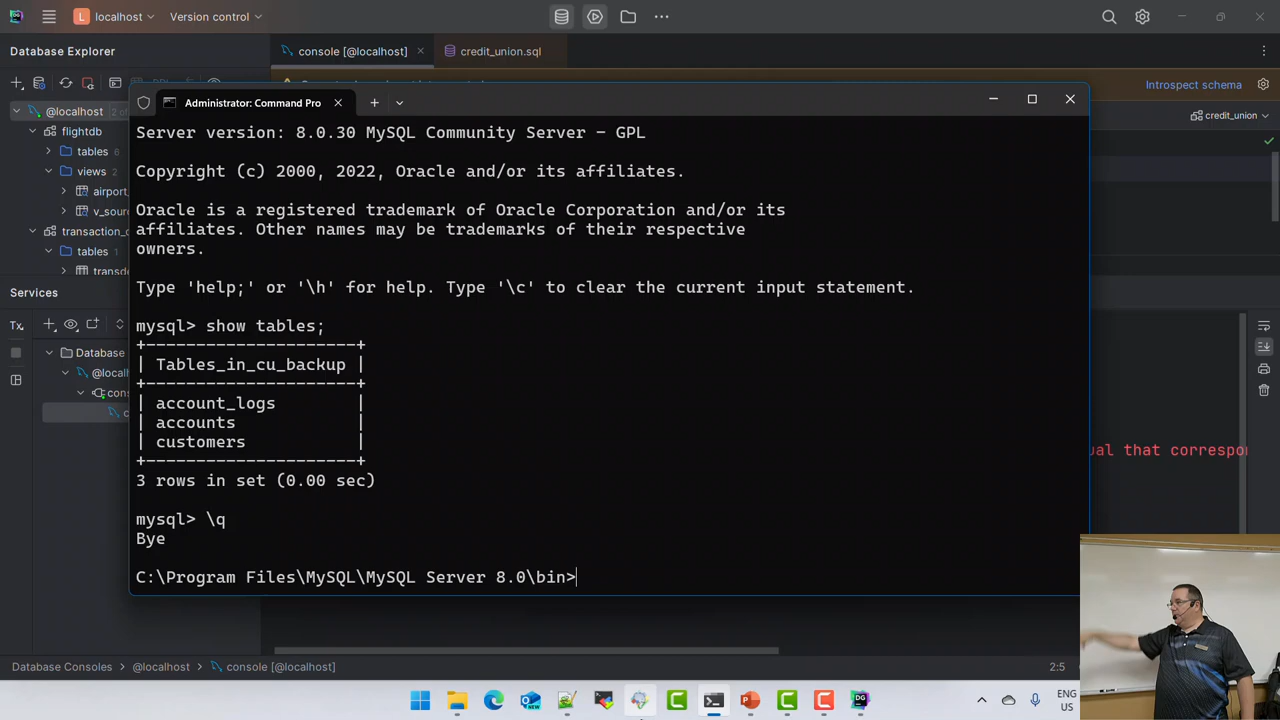 L localhost
Version control
Database Explorer
console [@localhost]
credit_union.sql
Introspect schema
@localhost
credit_union
flightdb
tables 6
views
airport_
v_sourc
transaction_
tables 1
Services
Tx
Database
@local
cons
c
Administrator: Command Pro
Server version: 8.0.30 MySQL Community Server - GPL
Copyright (c) 2000, 2022, Oracle and/or its affiliates.
Oracle is a registered trademark of Oracle Corporation and/or its
affiliates. Other names may be trademarks of their respective
owners.
Type 'help;' or '\h' for help. Type '\c' to clear the current input statement.
mysql> show tables;
+---------------------+
| Tables_in_cu_backup |
+---------------------+
| account_logs        |
| accounts            |
| customers           |
+---------------------+
3 rows in set (0.00 sec)
mysql> \q
Bye
C:\Program Files\MySQL\MySQL Server 8.0\bin>
ual that correspon
Database Consoles > @localhost > console [@localhost]
2:5
ENG
US